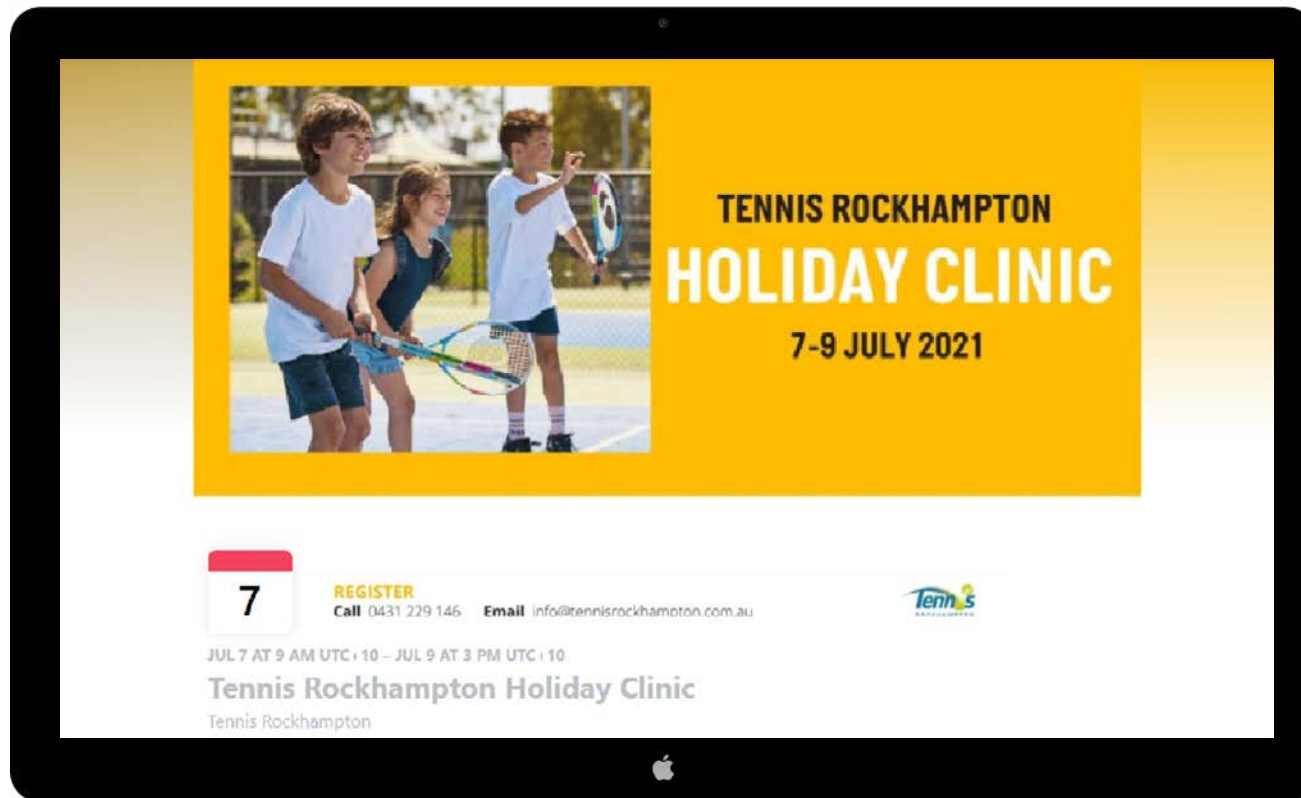 TENNIS ROCKHAMPTON
HOLIDAY CLINIC
7-9 JULY 2021
7
REGISTER
Call 0431 229 146 Email info@tennisrockhampton.com.au
Tennis
JUL 7 AT 9 AM UTC+10 – JUL 9 AT 3 PM UTC+10
Tennis Rockhampton Holiday Clinic
Tennis Rockhampton